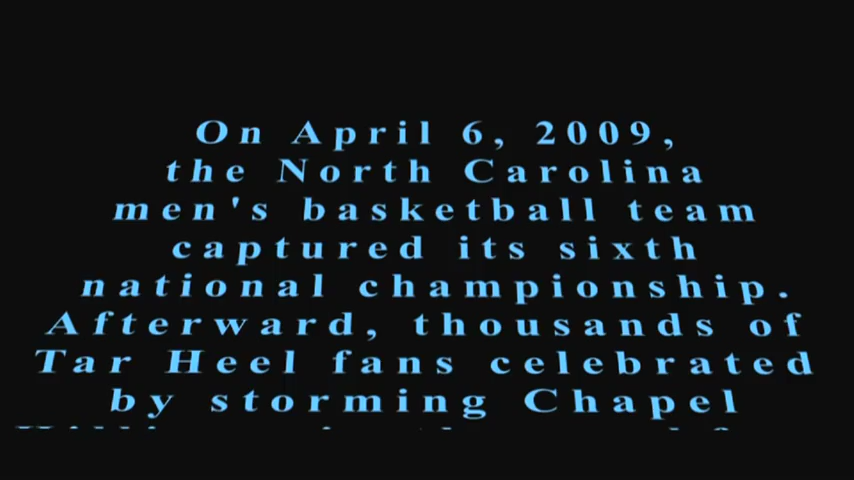 On April 6, 2009,
the North Carolina
men's basketball team
captured its sixth
national championship.
Afterward, thousands of
Tar Heel fans celebrated
by storming Chapel